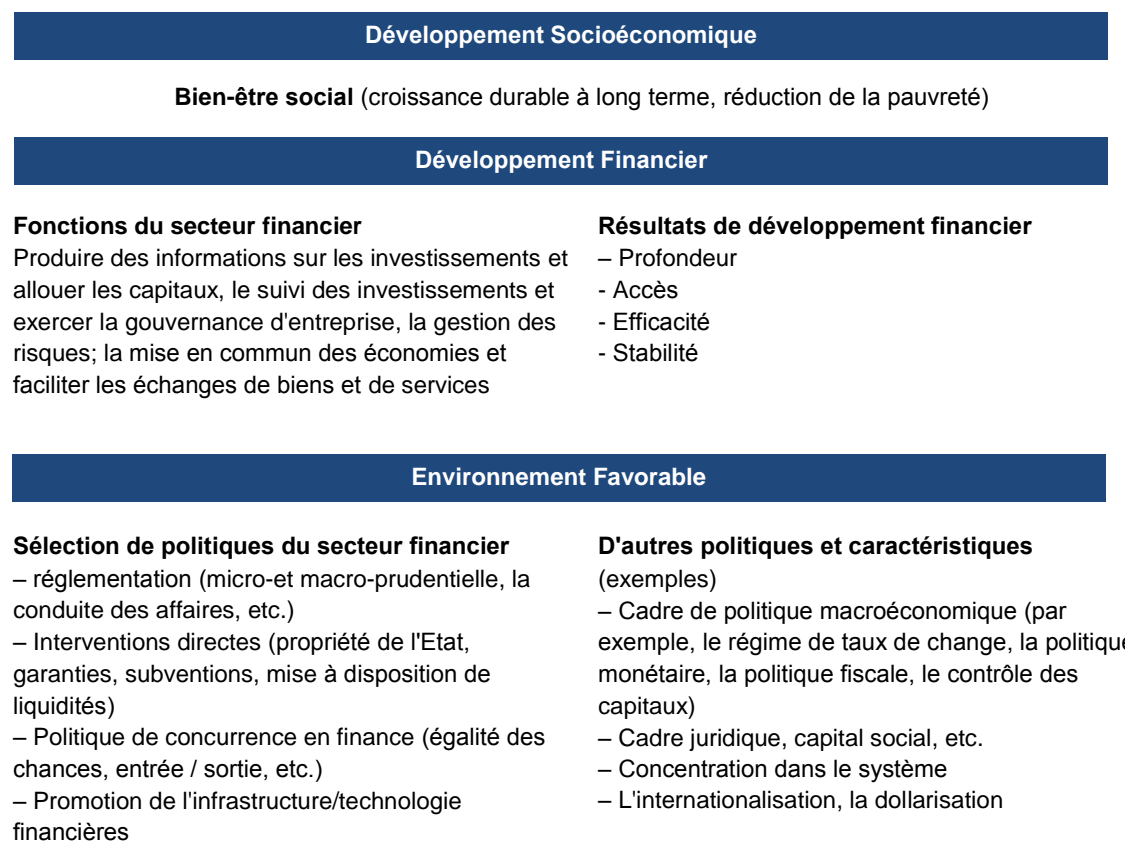 Développement Socioéconomique
Bien-être social (croissance durable à long terme, réduction de la pauvreté)
Développement Financier
Fonctions du secteur financier
Produire des informations sur les investissements et
allouer les capitaux, le suivi des investissements et
exercer la gouvernance d'entreprise, la gestion des
risques; la mise en commun des économies et
faciliter les échanges de biens et de services
Résultats de développement financier
– Profondeur
- Accès
- Efficacité
- Stabilité
Environnement Favorable
Sélection de politiques du secteur financier
– réglementation (micro-et macro-prudentielle, la
conduite des affaires, etc.)
– Interventions directes (propriété de l'Etat,
garanties, subventions, mise à disposition de
liquidités)
– Politique de concurrence en finance (égalité des
chances, entrée / sortie, etc.)
– Promotion de l'infrastructure/technologie
financières
D'autres politiques et caractéristiques
(exemples)
– Cadre de politique macroéconomique (par
exemple, le régime de taux de change, la politique
monétaire, la politique fiscale, le contrôle des
capitaux)
– Cadre juridique, capital social, etc.
– Concentration dans le système
– L'internationalisation, la dollarisation